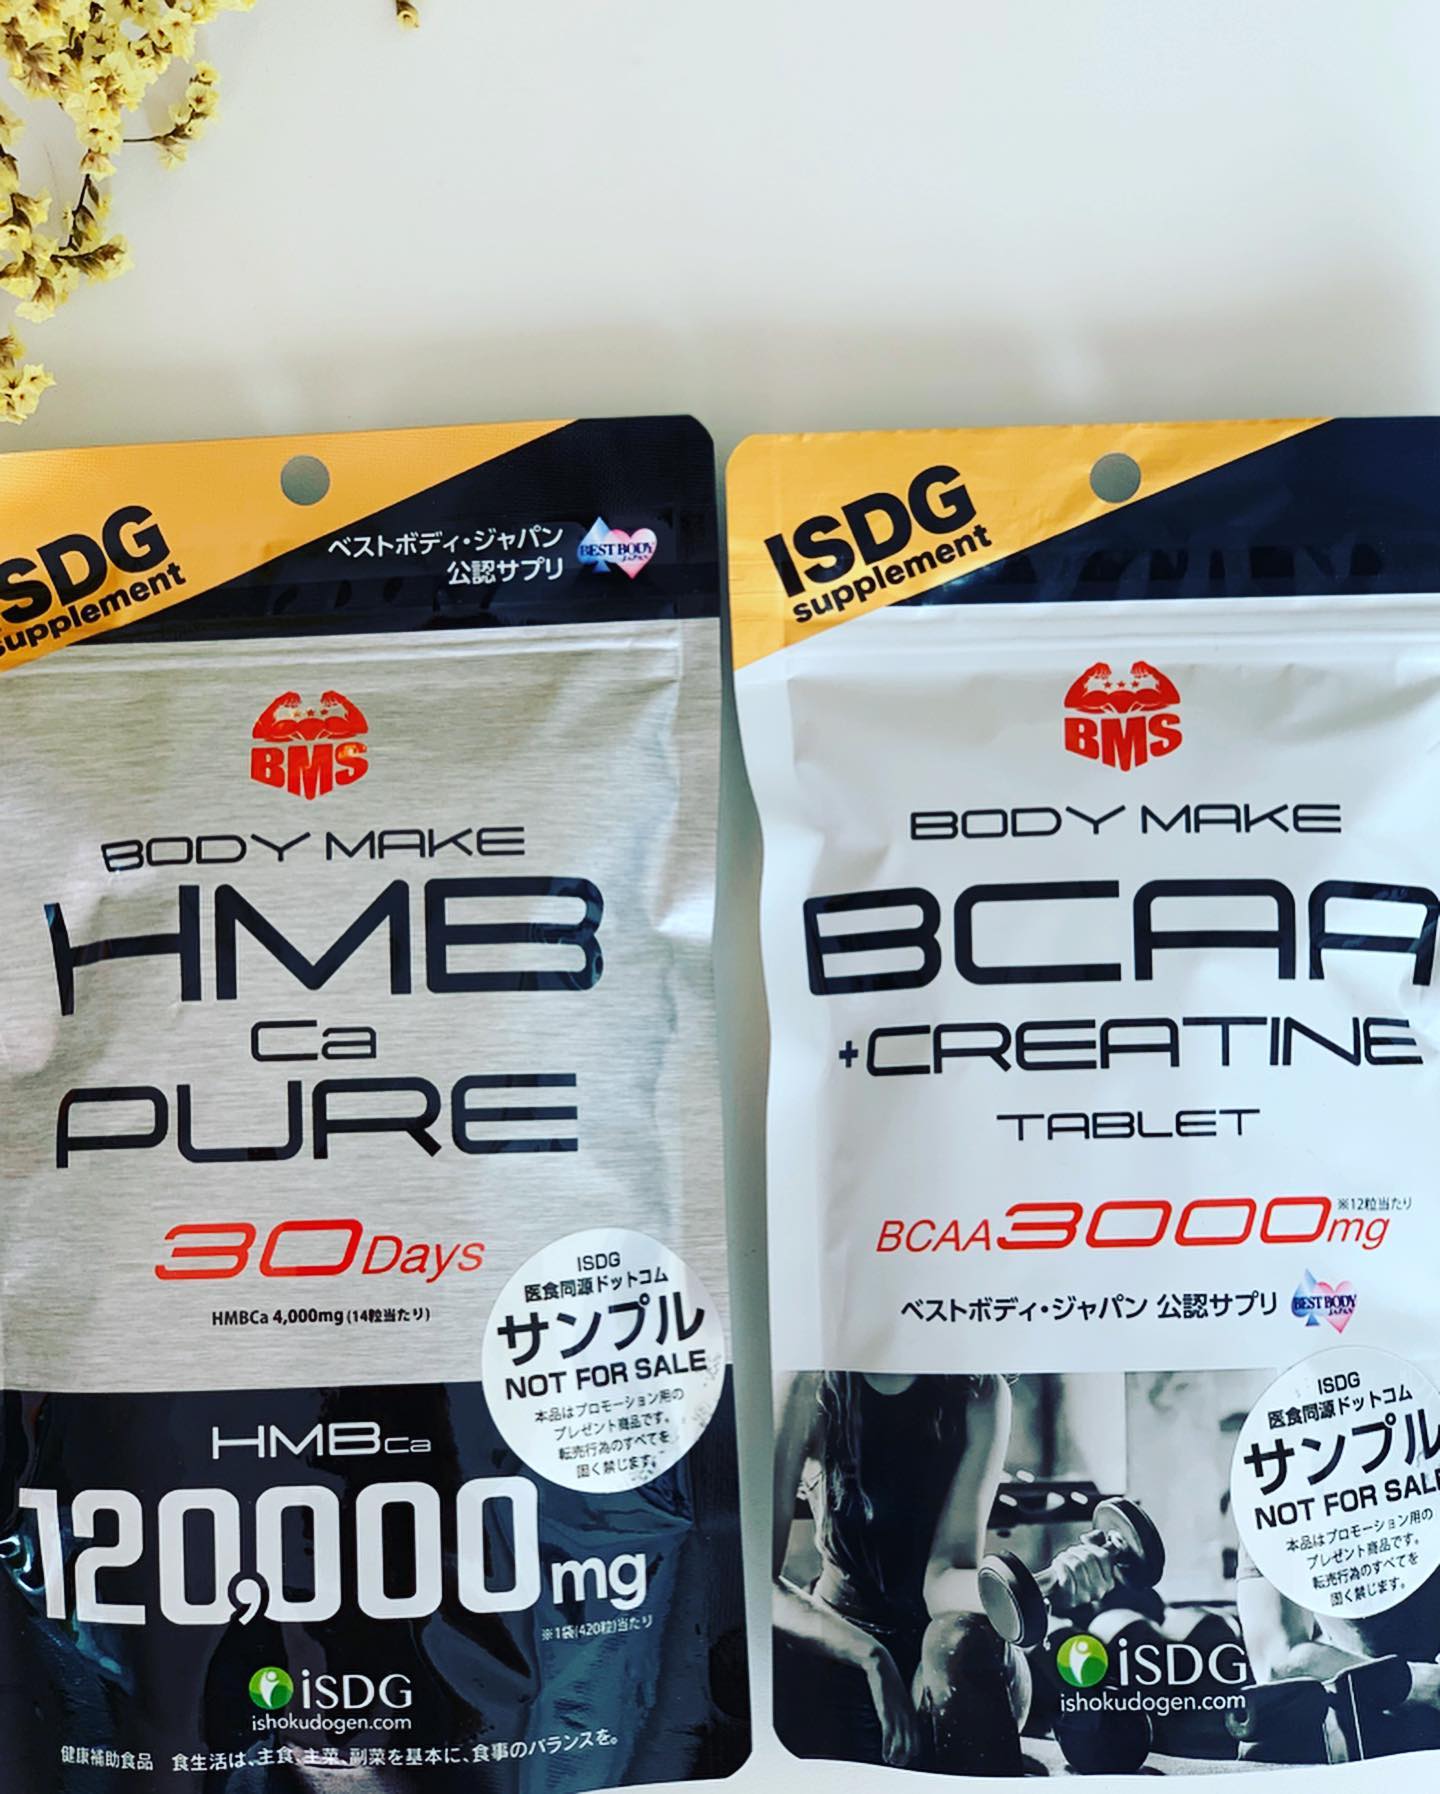 ISDG
supplement
ベストボディ・ジャパン
公認サプリ
BEST BODY
JAPAN
BMS
BODY MAKE
HMB
Ca
PURE
30Days
HMBCa 4,000mg(14粒当たり)
ISDG
医食同源ドットコム
サンプル
NOT FOR SALE
本品はプロモーション用の
プレゼント商品です。
転売行為のすべてを
固く禁じます。
HMBCa
120,000mg
※1袋(420粒)当たり
iSDG
ishokudogen.com
健康補助食品 食生活は、主食、主菜、副菜を基本に、食事のバランスを。
ISDG
supplement
BMS
BODY MAKE
BCAA
+CREATINE
TABLET
BCAA3000mg
※12粒当たり
ベストボディ・ジャパン 公認サプリ
BEST BODY
JAPAN
ISDG
医食同源ドットコム
サンプル
NOT FOR SALE
本品はプロモーション用の
プレゼント商品です。
転売行為のすべてを
固く禁じます。
iSDG
ishokudogen.com